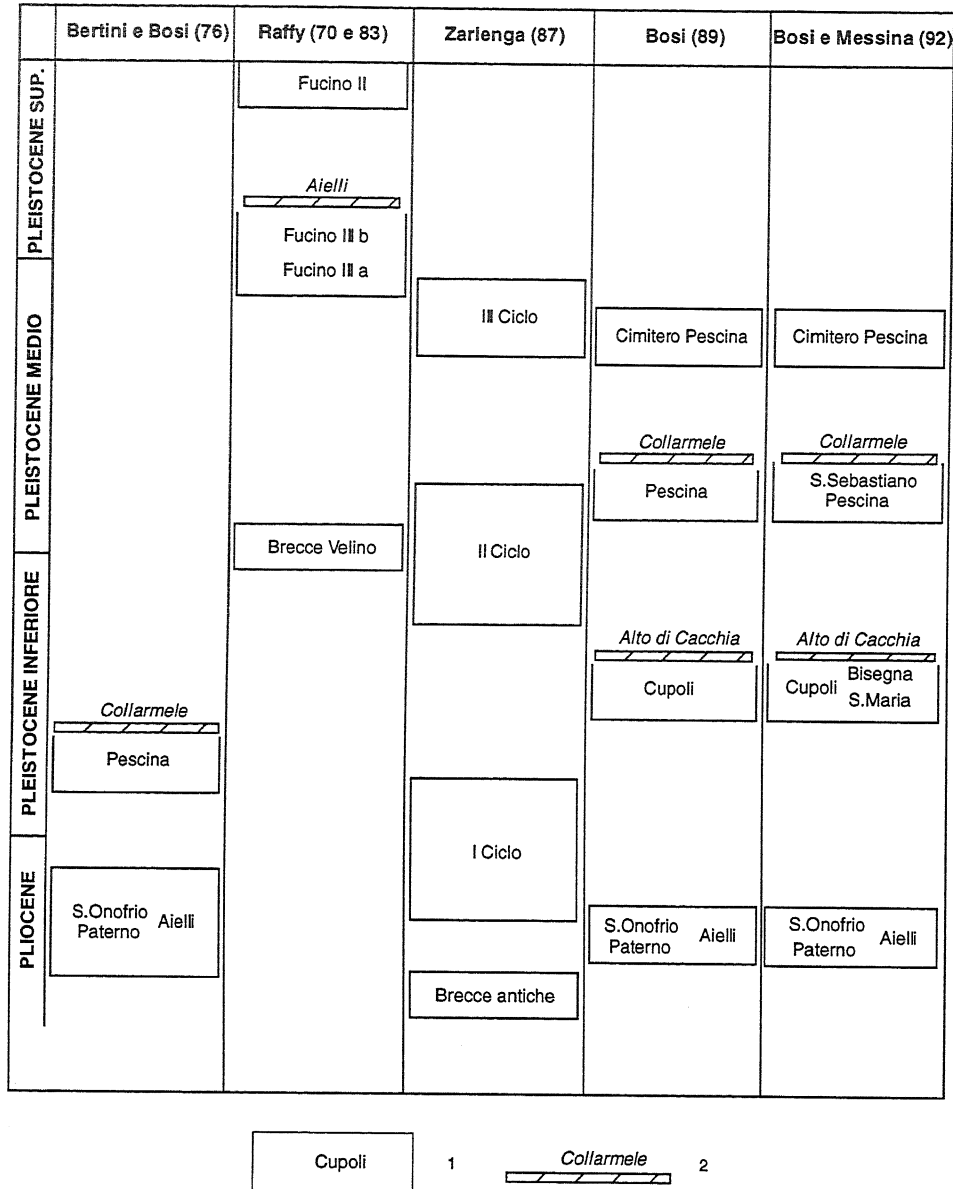 Bertini e Bosi (76)
Raffy (70 e 83)
Zarlenga (87)
Bosi (89)
Bosi e Messina (92)
PLEISTOCENE SUP.
PLEISTOCENE MEDIO
PLEISTOCENE INFERIORE
PLIOCENE
Collarmele
Pescina
S.Onofrio
Paterno
Aielli
Fucino II
Aielli
Fucino III b
Fucino III a
Brecce Velino
III Ciclo
II Ciclo
I Ciclo
Brecce antiche
Cimitero Pescina
Collarmele
Pescina
Alto di Cacchia
Cupoli
S.Onofrio
Paterno
Aielli
Cimitero Pescina
Collarmele
S.Sebastiano
Pescina
Alto di Cacchia
Cupoli
Bisegna
S.Maria
S.Onofrio
Paterno
Aielli
Cupoli
1
Collarmele
2